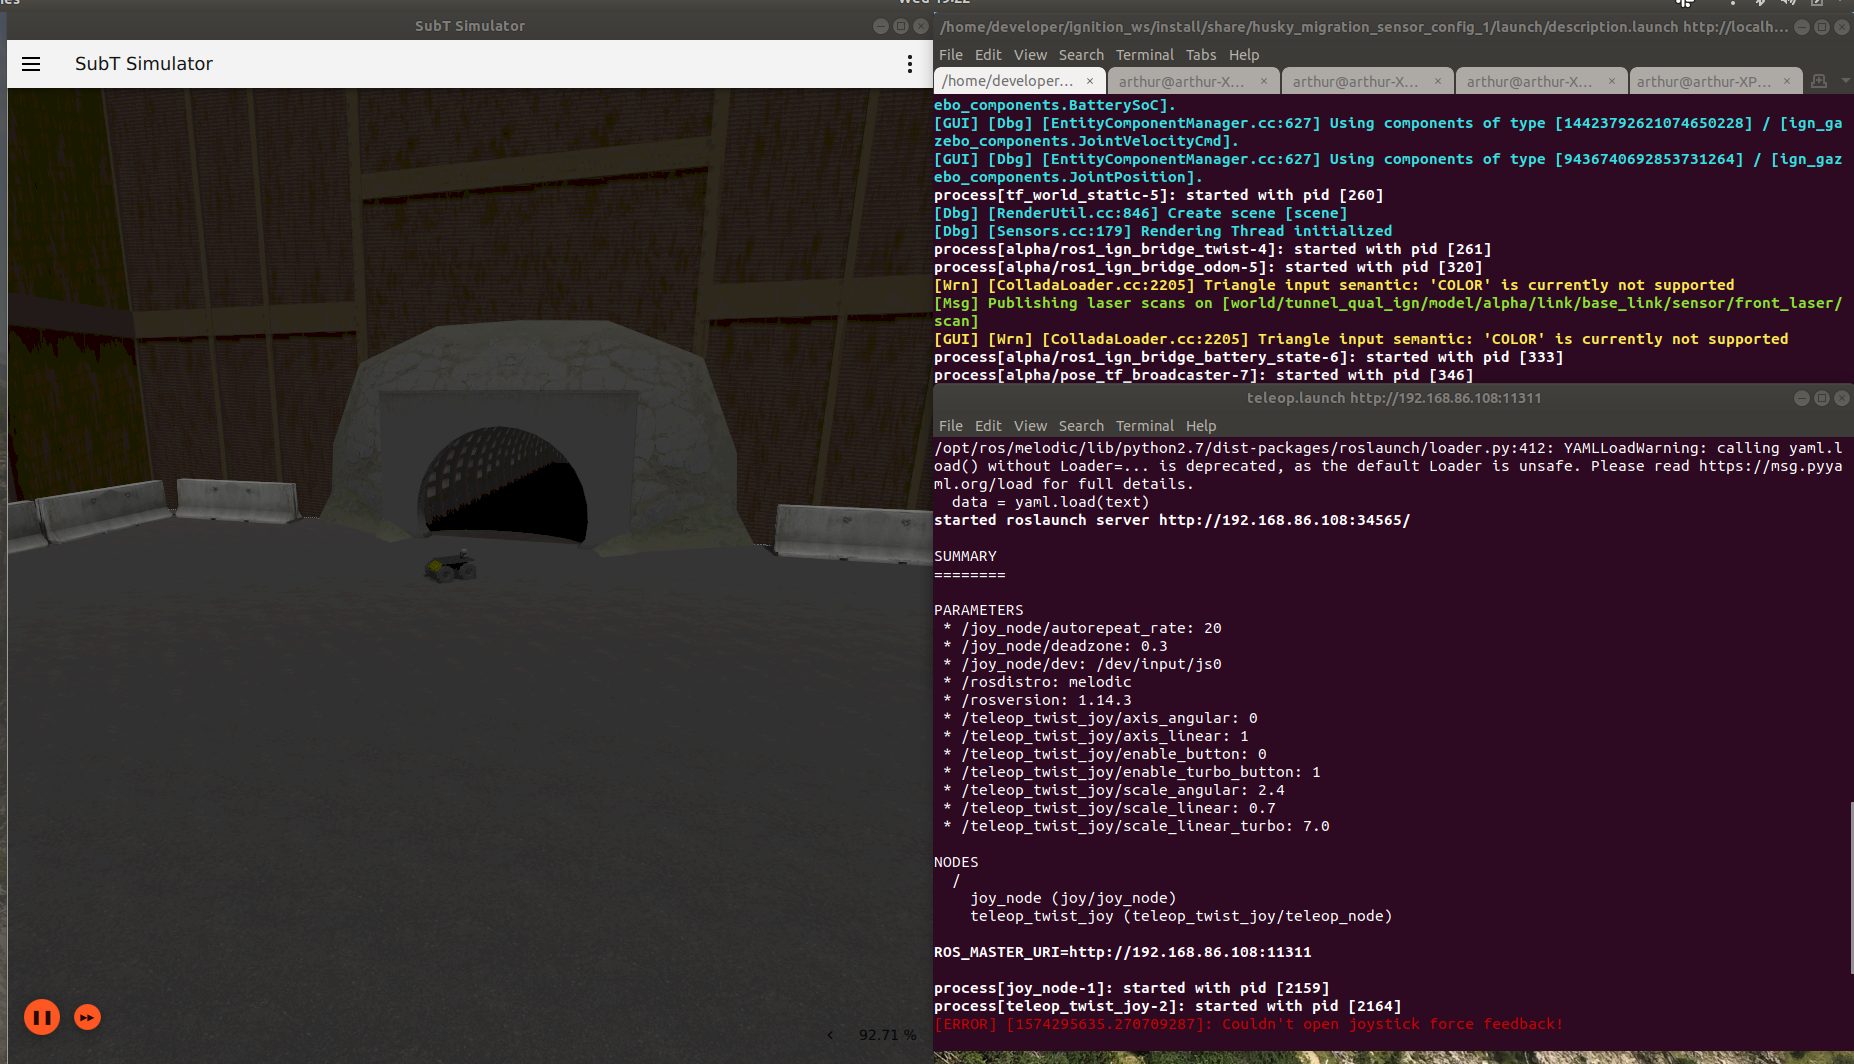 SubT Simulator
SubT Simulator
92.71 %
/home/developer/ignition_ws/install/share/husky_migration_sensor_config_1/launch/description.launch http://localh...
File Edit View Search Terminal Tabs Help
/home/developer... × arthur@arthur-X... × arthur@arthur-X... × arthur@arthur-X... × arthur@arthur-XP... ×
ebo_components.BatterySoC].
[GUI] [Dbg] [EntityComponentManager.cc:627] Using components of type [14423792621074650228] / [ign_ga
zebo_components.JointVelocityCmd].
[GUI] [Dbg] [EntityComponentManager.cc:627] Using components of type [9436740692853731264] / [ign_gaz
ebo_components.JointPosition].
process[tf_world_static-5]: started with pid [260]
[Dbg] [RenderUtil.cc:846] Create scene [scene]
[Dbg] [Sensors.cc:179] Rendering Thread initialized
process[alpha/ros1_ign_bridge_twist-4]: started with pid [261]
process[alpha/ros1_ign_bridge_odom-5]: started with pid [320]
[Wrn] [ColladaLoader.cc:2205] Triangle input semantic: 'COLOR' is currently not supported
[Msg] Publishing laser scans on [world/tunnel_qual_ign/model/alpha/link/base_link/sensor/front_laser/
scan]
[GUI] [Wrn] [ColladaLoader.cc:2205] Triangle input semantic: 'COLOR' is currently not supported
process[alpha/ros1_ign_bridge_battery_state-6]: started with pid [333]
process[alpha/pose_tf_broadcaster-7]: started with pid [346]
teleop.launch http://192.168.86.108:11311
File Edit View Search Terminal Help
/opt/ros/melodic/lib/python2.7/dist-packages/roslaunch/loader.py:412: YAMLLoadWarning: calling yaml.l
oad() without Loader=... is deprecated, as the default Loader is unsafe. Please read https://msg.pyya
ml.org/load for full details.
data = yaml.load(text)
started roslaunch server http://192.168.86.108:34565/
SUMMARY
========
PARAMETERS
* /joy_node/autorepeat_rate: 20
* /joy_node/deadzone: 0.3
* /joy_node/dev: /dev/input/js0
* /rosdistro: melodic
* /rosversion: 1.14.3
* /teleop_twist_joy/axis_angular: 0
* /teleop_twist_joy/axis_linear: 1
* /teleop_twist_joy/enable_button: 0
* /teleop_twist_joy/enable_turbo_button: 1
* /teleop_twist_joy/scale_angular: 2.4
* /teleop_twist_joy/scale_linear: 0.7
* /teleop_twist_joy/scale_linear_turbo: 7.0
NODES
/
joy_node (joy/joy_node)
teleop_twist_joy (teleop_twist_joy/teleop_node)
ROS_MASTER_URI=http://192.168.86.108:11311
process[joy_node-1]: started with pid [2159]
process[teleop_twist_joy-2]: started with pid [2164]
[ERROR] [1574295635.270709287]: Couldn't open joystick force feedback!